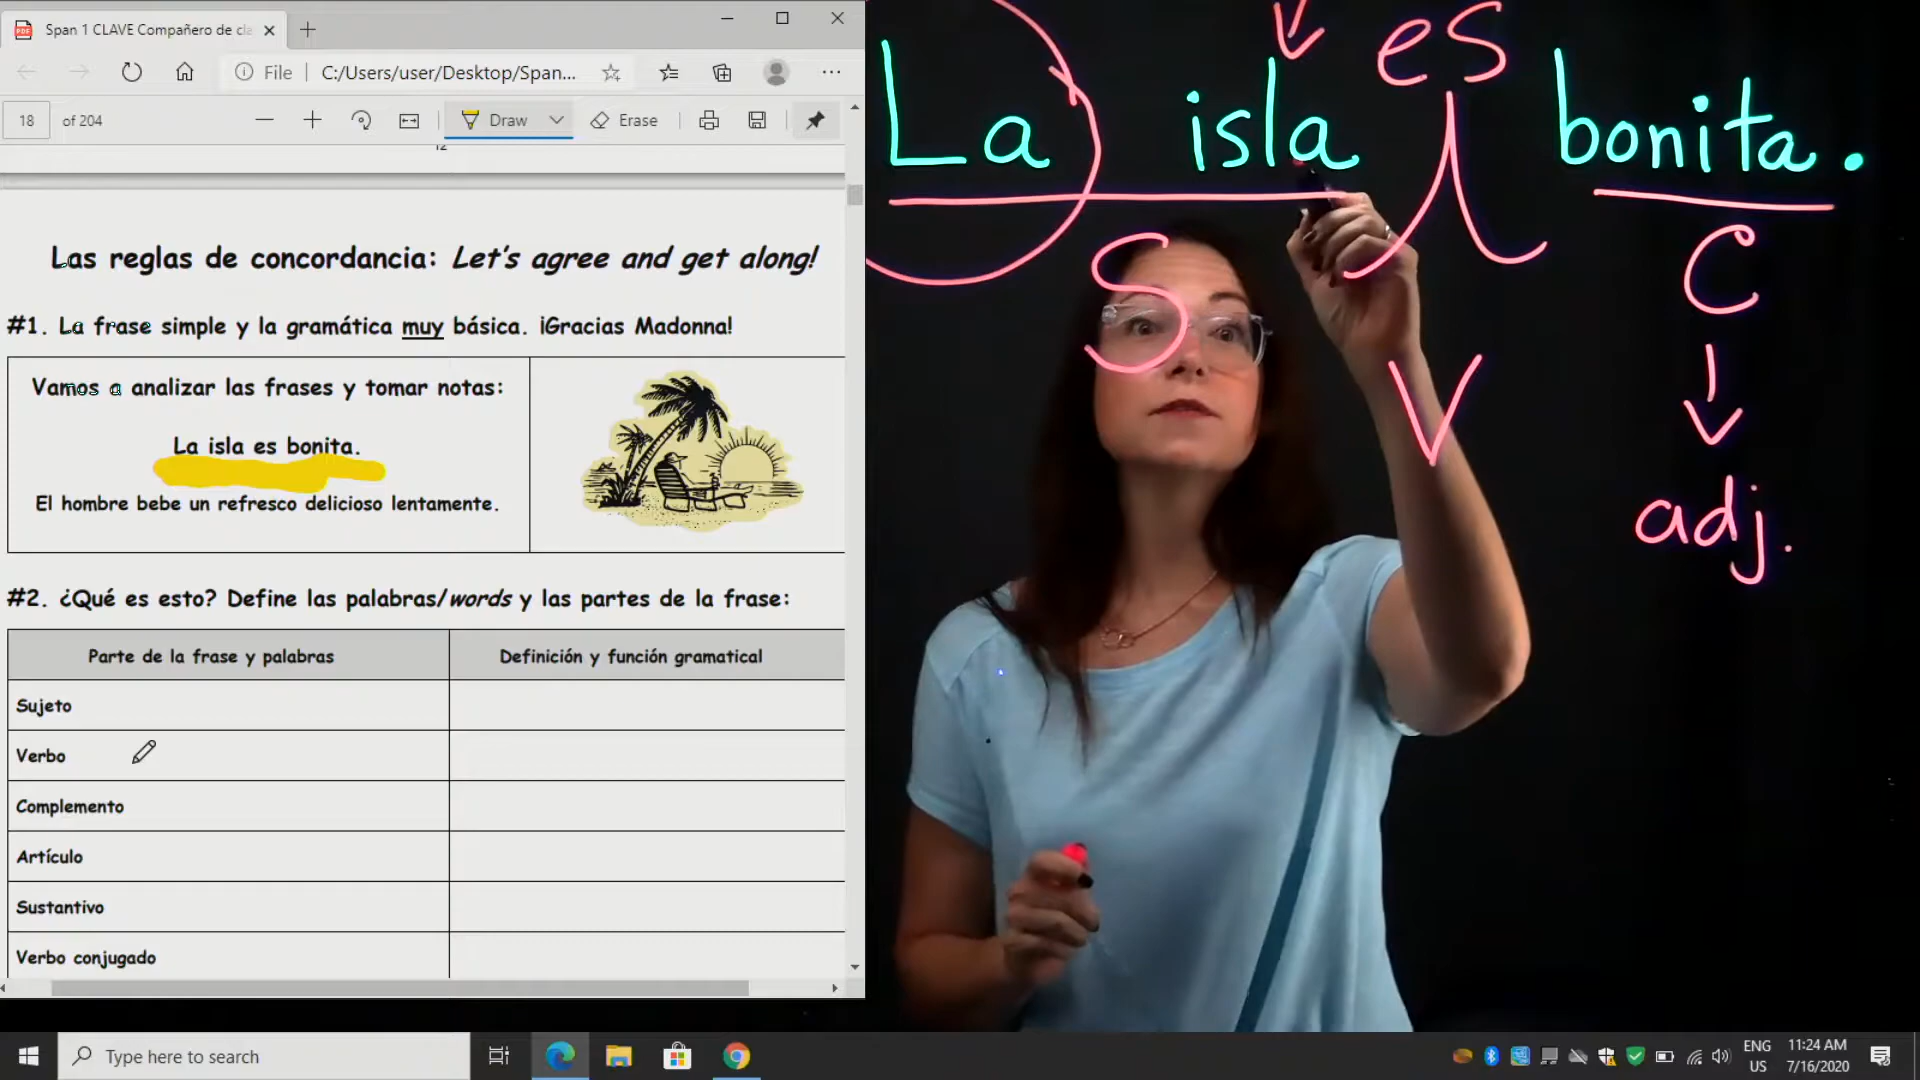 Span 1 CLAVE Compañero de cla
File C:/Users/user/Desktop/Span...
18 of 204 Draw Erase
Las reglas de concordancia: Let's agree and get along!
#1. La frase simple y la gramática muy básica. ¡Gracias Madonna!
Vamos a analizar las frases y tomar notas:
La isla es bonita.
El hombre bebe un refresco delicioso lentamente.
#2. ¿Qué es esto? Define las palabras/words y las partes de la frase:
Parte de la frase y palabras Definición y función gramatical
Sujeto
Verbo
Complemento
Artículo
Sustantivo
Verbo conjugado
La isla es bonita.
S V C
adj.
Type here to search
ENG
US
11:24 AM
7/16/2020